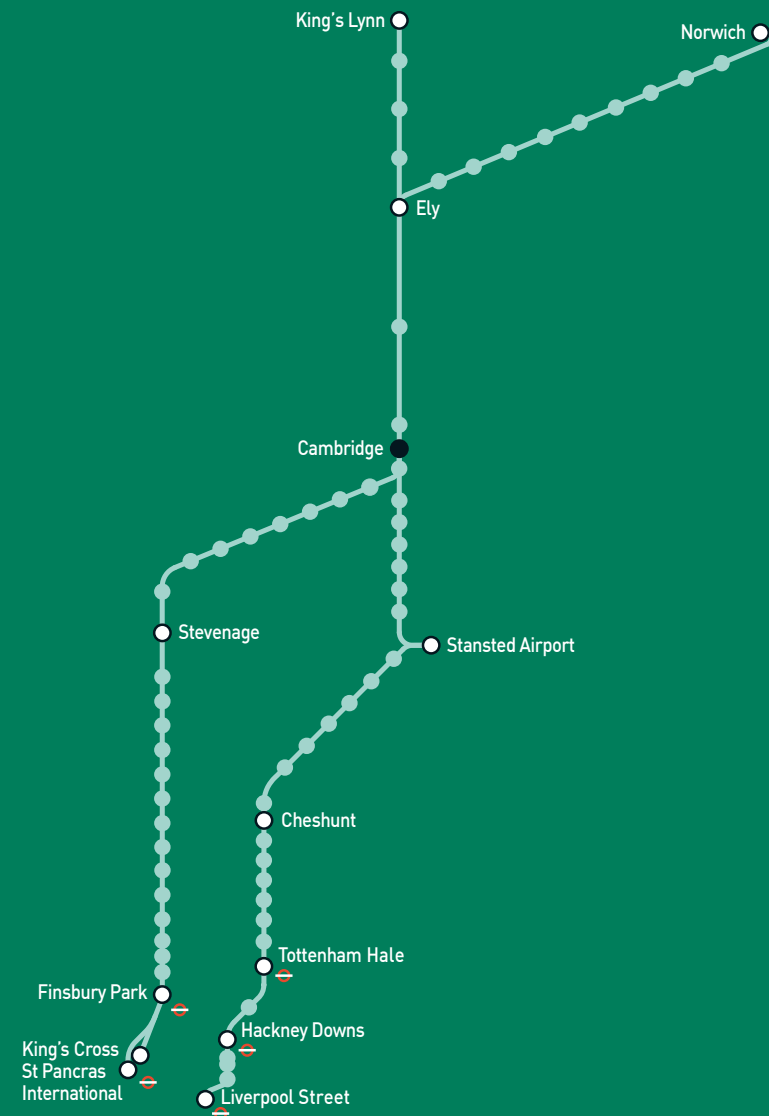 King's Lynn
Norwich
Ely
Cambridge
Stevenage
Stansted Airport
Cheshunt
Tottenham Hale
Finsbury Park
Hackney Downs
King's Cross
St Pancras
International
Liverpool Street